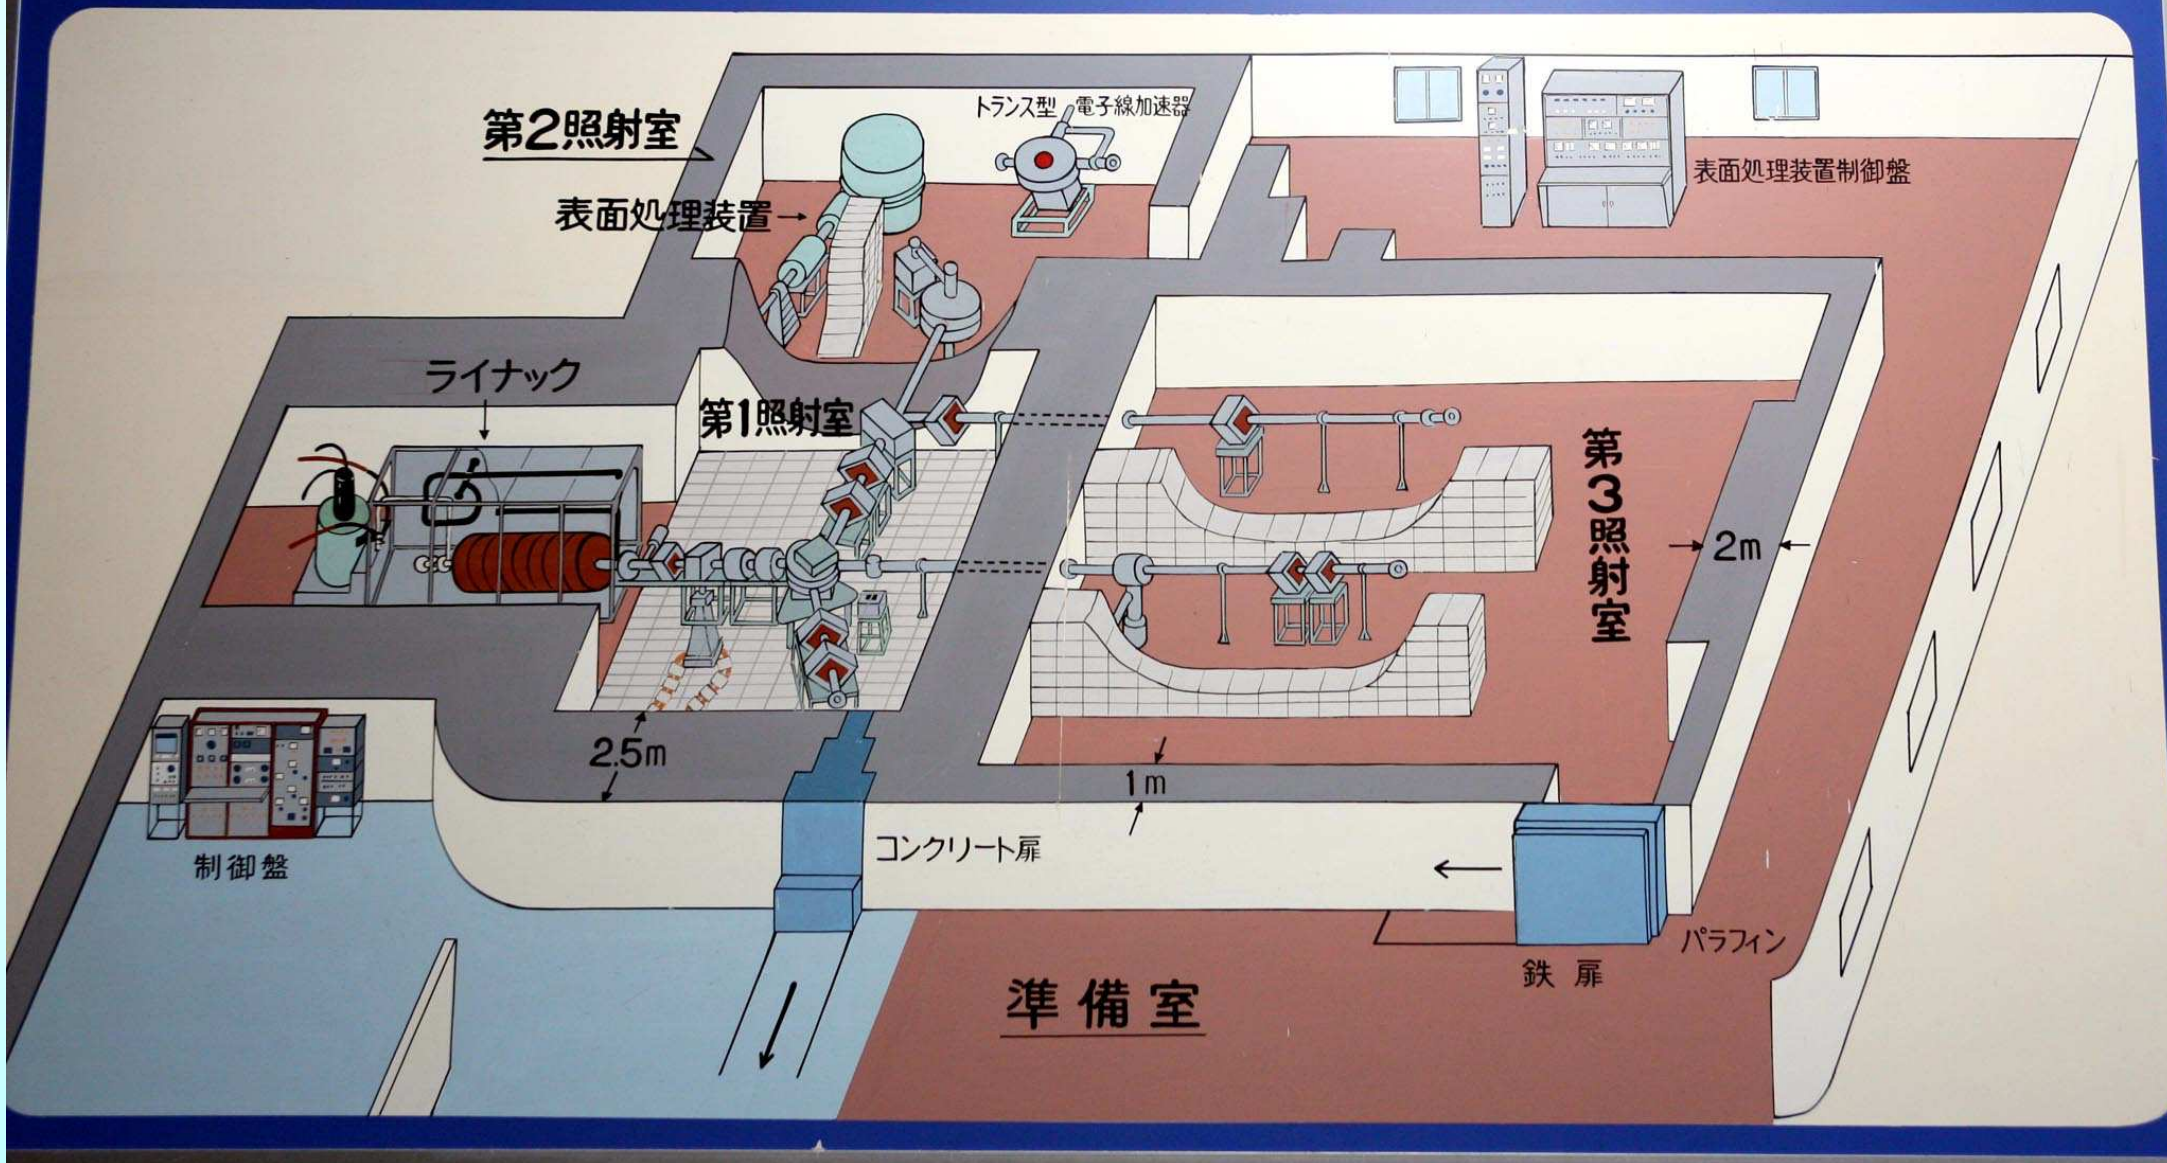 トランス型 電子線加速器
第2照射室
表面処理装置
表面処理装置制御盤
ライナック
第1照射室
第3照射室
2m
2.5m
1m
制御盤
コンクリート扉
パラフィン
鉄扉
準備室